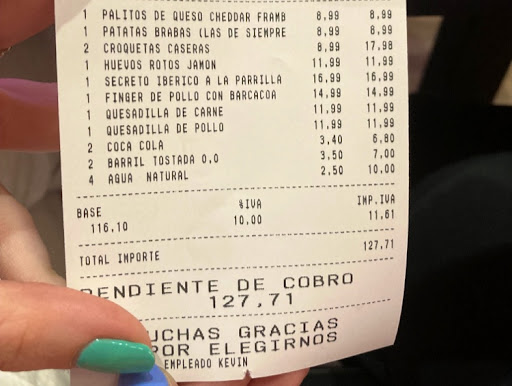 1 PALITOS DE QUESO CHEDDAR FRAMB 8,99 8,99
1 PATATAS BRABAS (LAS DE SIEMPRE 8,99 8,99
2 CROQUETAS CASERAS 8,99 17,98
1 HUEVOS ROTOS JAMON 11,99 11,99
1 SECRETO IBERICO A LA PARRILLA 16,99 16,99
1 FINGER DE POLLO CON BARCACOA 14,99 14,99
1 QUESADILLA DE CARNE 11,99 11,99
1 QUESADILLA DE POLLO 11,99 11,99
2 COCA COLA 3,40 6,80
2 BARRIL TOSTADA 0,0 3,50 7,00
4 AGUA NATURAL 2,50 10,00
BASE %IVA IMP.IVA
116,10 10,00 11,61
TOTAL IMPORTE 127,71
PENDIENTE DE COBRO
127,71
UCHAS GRACIAS
POR ELEGIRNOS
EMPLEADO KEVIN